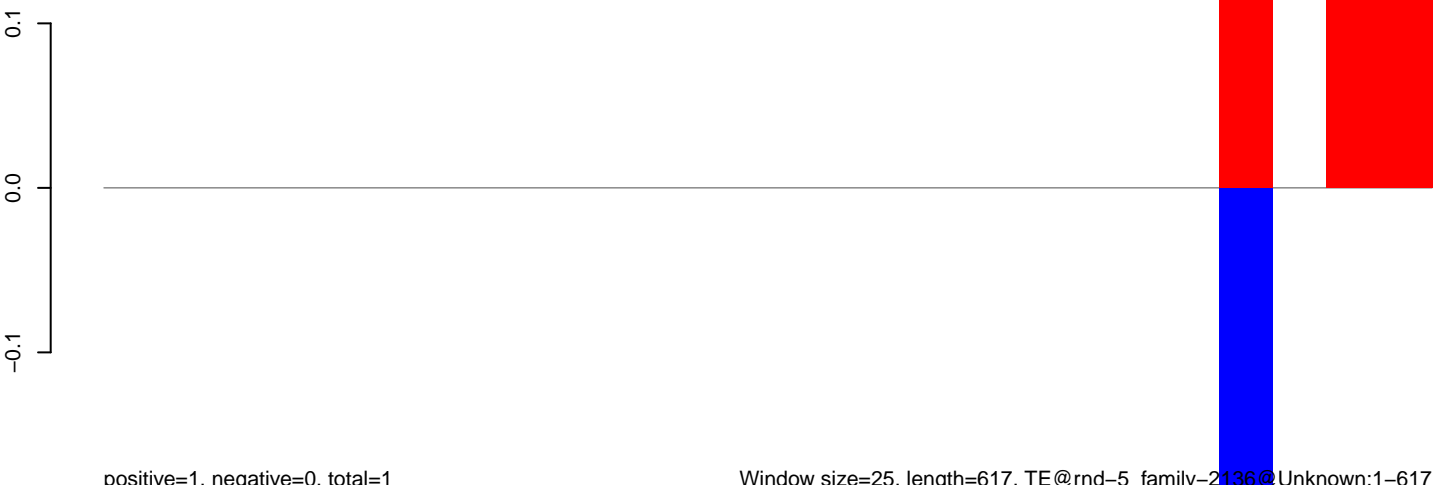 0.1
0.0
−0.1
positive=1, negative=0, total=1
Window size=25, length=617, TE@rnd−5_family−2136@Unknown:1−617